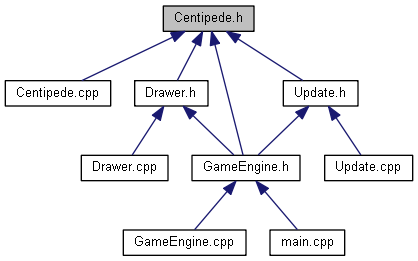 Centipede.h
Centipede.cpp
Drawer.h
Update.h
Drawer.cpp
GameEngine.h
Update.cpp
GameEngine.cpp
main.cpp